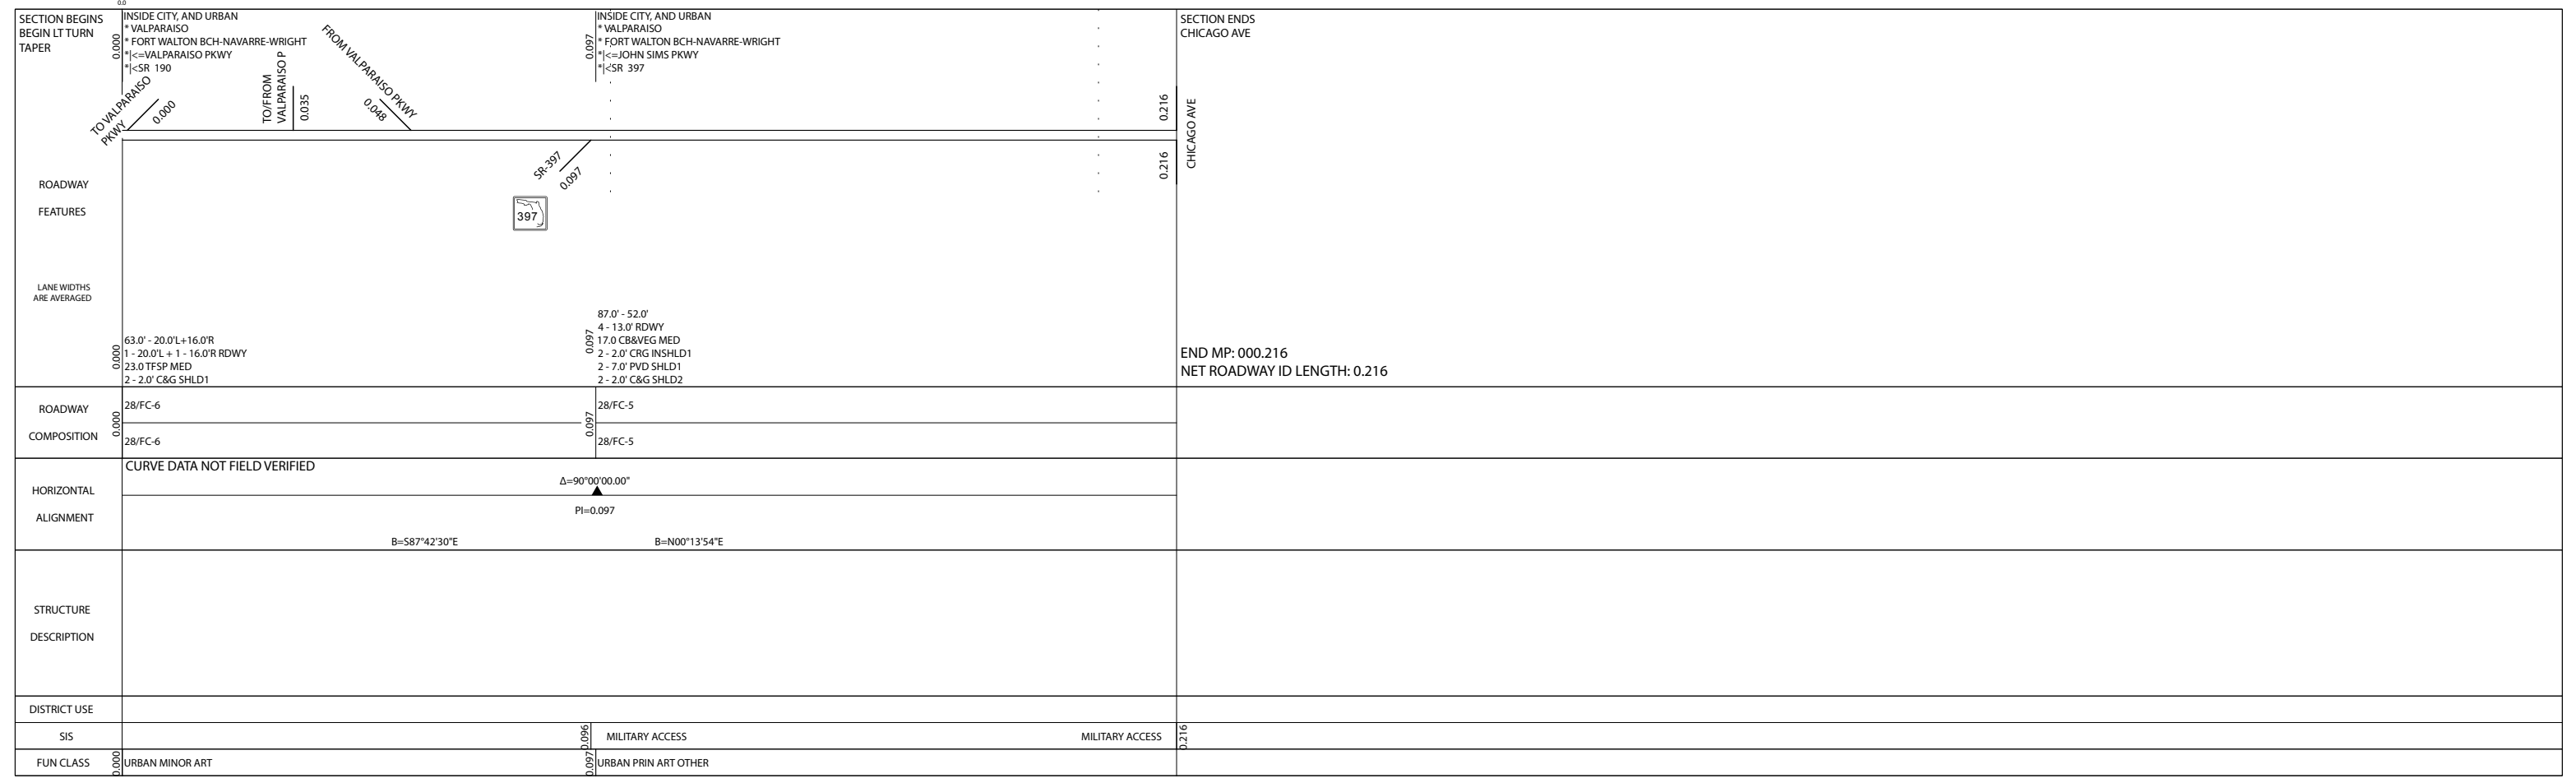 0.0
SECTION BEGINS
BEGIN LT TURN
TAPER
0.000
INSIDE CITY, AND URBAN
* VALPARAISO
* FORT WALTON BCH-NAVARRE-WRIGHT
*|<=VALPARAISO PKWY
*|<SR 190
TO VALPARAISO
PKWY
0.000
TO/FROM
VALPARAISO P
0.035
FROM VALPARAISO PKWY
0.048
0.097
INSIDE CITY, AND URBAN
* VALPARAISO
* FORT WALTON BCH-NAVARRE-WRIGHT
*|<=JOHN SIMS PKWY
*|<SR 397
SR-397
0.097
397
0.216
0.216
CHICAGO AVE
SECTION ENDS
CHICAGO AVE
ROADWAY
FEATURES
LANE WIDTHS
ARE AVERAGED
0.000
63.0' - 20.0'L+16.0'R
1 - 20.0'L + 1 - 16.0'R RDWY
23.0 TFSP MED
2 - 2.0' C&G SHLD1
0.097
87.0' - 52.0'
4 - 13.0' RDWY
17.0 CB&VEG MED
2 - 2.0' CRG INSHLD1
2 - 7.0' PVD SHLD1
2 - 2.0' C&G SHLD2
END MP: 000.216
NET ROADWAY ID LENGTH: 0.216
ROADWAY
COMPOSITION
0.000
28/FC-6
28/FC-6
0.097
28/FC-5
28/FC-5
HORIZONTAL
ALIGNMENT
CURVE DATA NOT FIELD VERIFIED
Δ=90°00'00.00"
PI=0.097
B=S87°42'30"E
B=N00°13'54"E
STRUCTURE
DESCRIPTION
DISTRICT USE
SIS
0.096
MILITARY ACCESS
MILITARY ACCESS
0.216
FUN CLASS
0.000
URBAN MINOR ART
0.097
URBAN PRIN ART OTHER